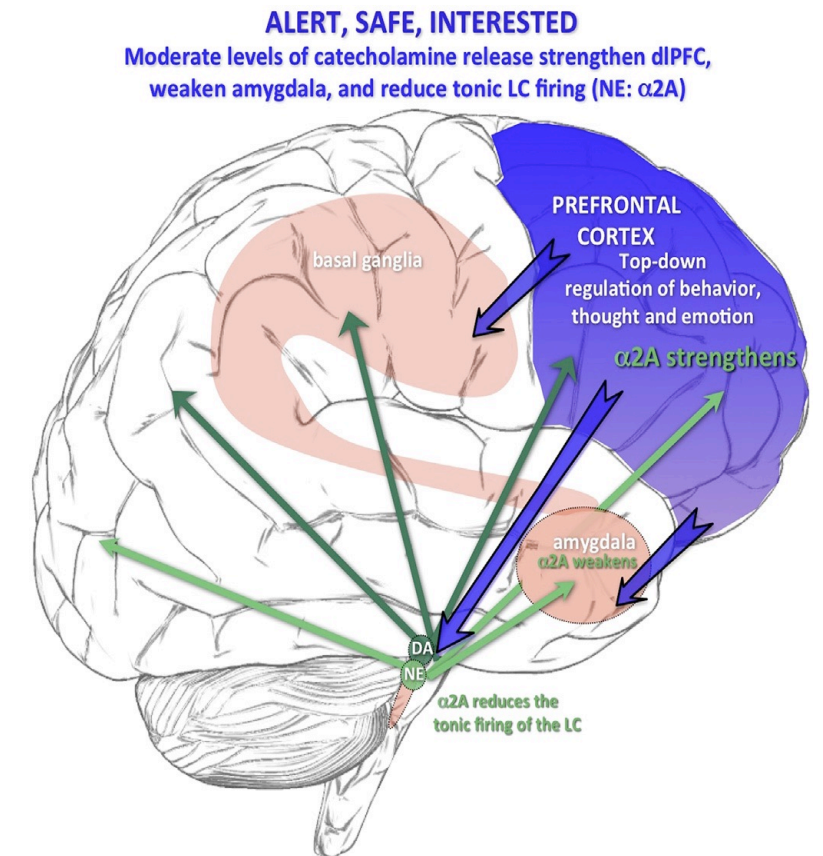 ALERT, SAFE, INTERESTED
Moderate levels of catecholamine release strengthen dlPFC,
weaken amygdala, and reduce tonic LC firing (NE: α2A)
PREFRONTAL
CORTEX
Top-down
regulation of behavior,
thought and emotion
α2A strengthens
basal ganglia
amygdala
α2A weakens
DA
NE
α2A reduces the
tonic firing of the LC